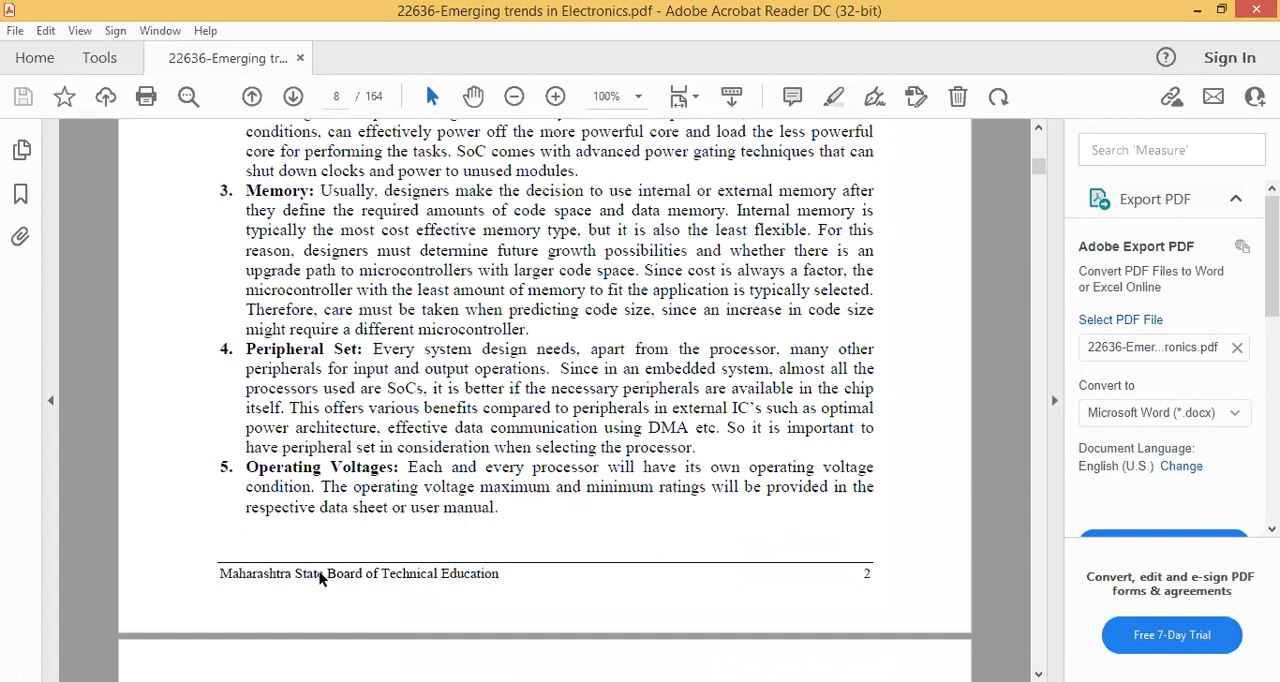 22636-Emerging trends in Electronics.pdf - Adobe Acrobat Reader DC (32-bit)
File Edit View Sign Window Help
Home Tools 22636-Emerging tr... Sign In
8 / 164 100%
conditions, can effectively power off the more powerful core and load the less powerful
core for performing the tasks. SoC comes with advanced power gating techniques that can
shut down clocks and power to unused modules.
3. Memory: Usually, designers make the decision to use internal or external memory after
they define the required amounts of code space and data memory. Internal memory is
typically the most cost effective memory type, but it is also the least flexible. For this
reason, designers must determine future growth possibilities and whether there is an
upgrade path to microcontrollers with larger code space. Since cost is always a factor, the
microcontroller with the least amount of memory to fit the application is typically selected.
Therefore, care must be taken when predicting code size, since an increase in code size
might require a different microcontroller.
4. Peripheral Set: Every system design needs, apart from the processor, many other
peripherals for input and output operations. Since in an embedded system, almost all the
processors used are SoCs, it is better if the necessary peripherals are available in the chip
itself. This offers various benefits compared to peripherals in external IC's such as optimal
power architecture, effective data communication using DMA etc. So it is important to
have peripheral set in consideration when selecting the processor.
5. Operating Voltages: Each and every processor will have its own operating voltage
condition. The operating voltage maximum and minimum ratings will be provided in the
respective data sheet or user manual.
Maharashtra State Board of Technical Education 2
Search 'Measure'
Export PDF
Adobe Export PDF
Convert PDF Files to Word
or Excel Online
Select PDF File
22636-Emer...ronics.pdf
Convert to
Microsoft Word (*.docx)
Document Language:
English (U.S.) Change
Convert, edit and e-sign PDF
forms & agreements
Free 7-Day Trial